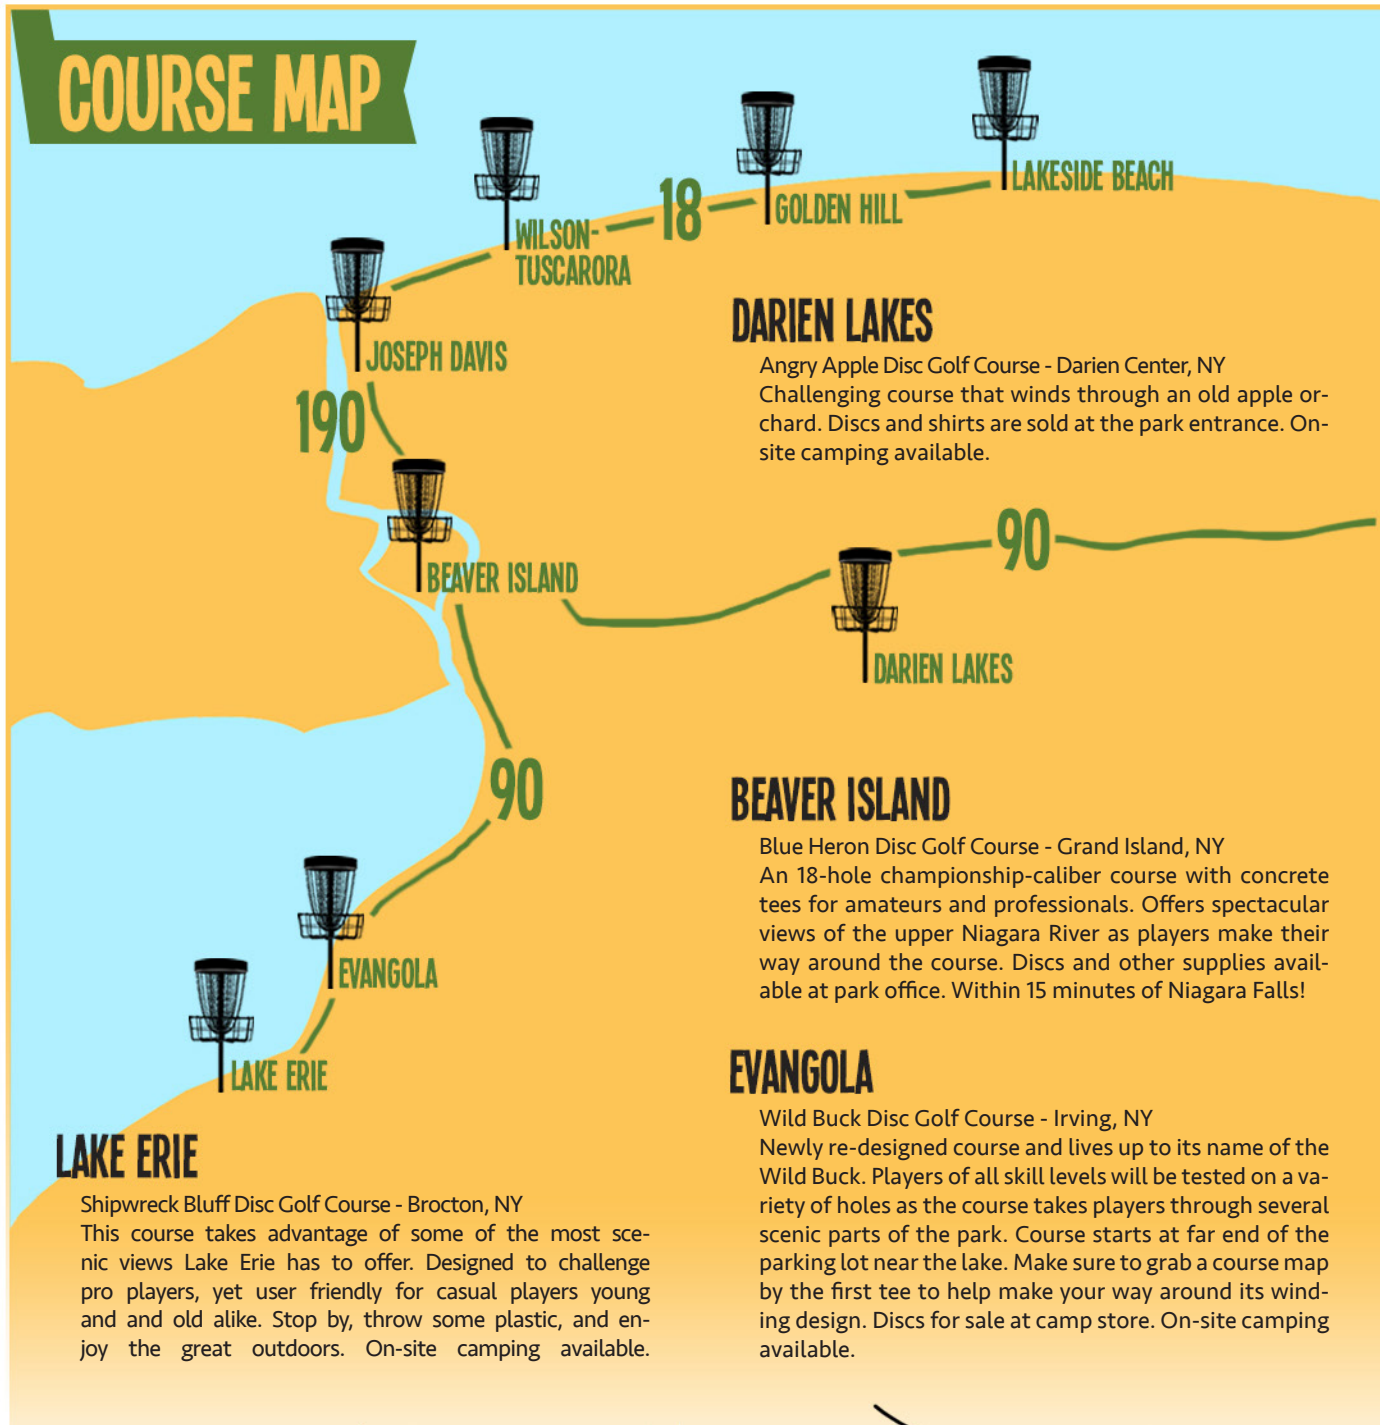 COURSE MAP
LAKESIDE BEACH
18
GOLDEN HILL
WILSON-
TUSCARORA
JOSEPH DAVIS
190
BEAVER ISLAND
90
DARIEN LAKES
90
EVANGOLA
LAKE ERIE
DARIEN LAKES
Angry Apple Disc Golf Course - Darien Center, NY
Challenging course that winds through an old apple or-
chard. Discs and shirts are sold at the park entrance. On-
site camping available.
BEAVER ISLAND
Blue Heron Disc Golf Course - Grand Island, NY
An 18-hole championship-caliber course with concrete
tees for amateurs and professionals. Offers spectacular
views of the upper Niagara River as players make their
way around the course. Discs and other supplies avail-
able at park office. Within 15 minutes of Niagara Falls!
EVANGOLA
Wild Buck Disc Golf Course - Irving, NY
Newly re-designed course and lives up to its name of the
Wild Buck. Players of all skill levels will be tested on a va-
riety of holes as the course takes players through several
scenic parts of the park. Course starts at far end of the
parking lot near the lake. Make sure to grab a course map
by the first tee to help make your way around its wind-
ing design. Discs for sale at camp store. On-site camping
available.
LAKE ERIE
Shipwreck Bluff Disc Golf Course - Brocton, NY
This course takes advantage of some of the most sce-
nic views Lake Erie has to offer. Designed to challenge
pro players, yet user friendly for casual players young
and and old alike. Stop by, throw some plastic, and en-
joy the great outdoors. On-site camping available.